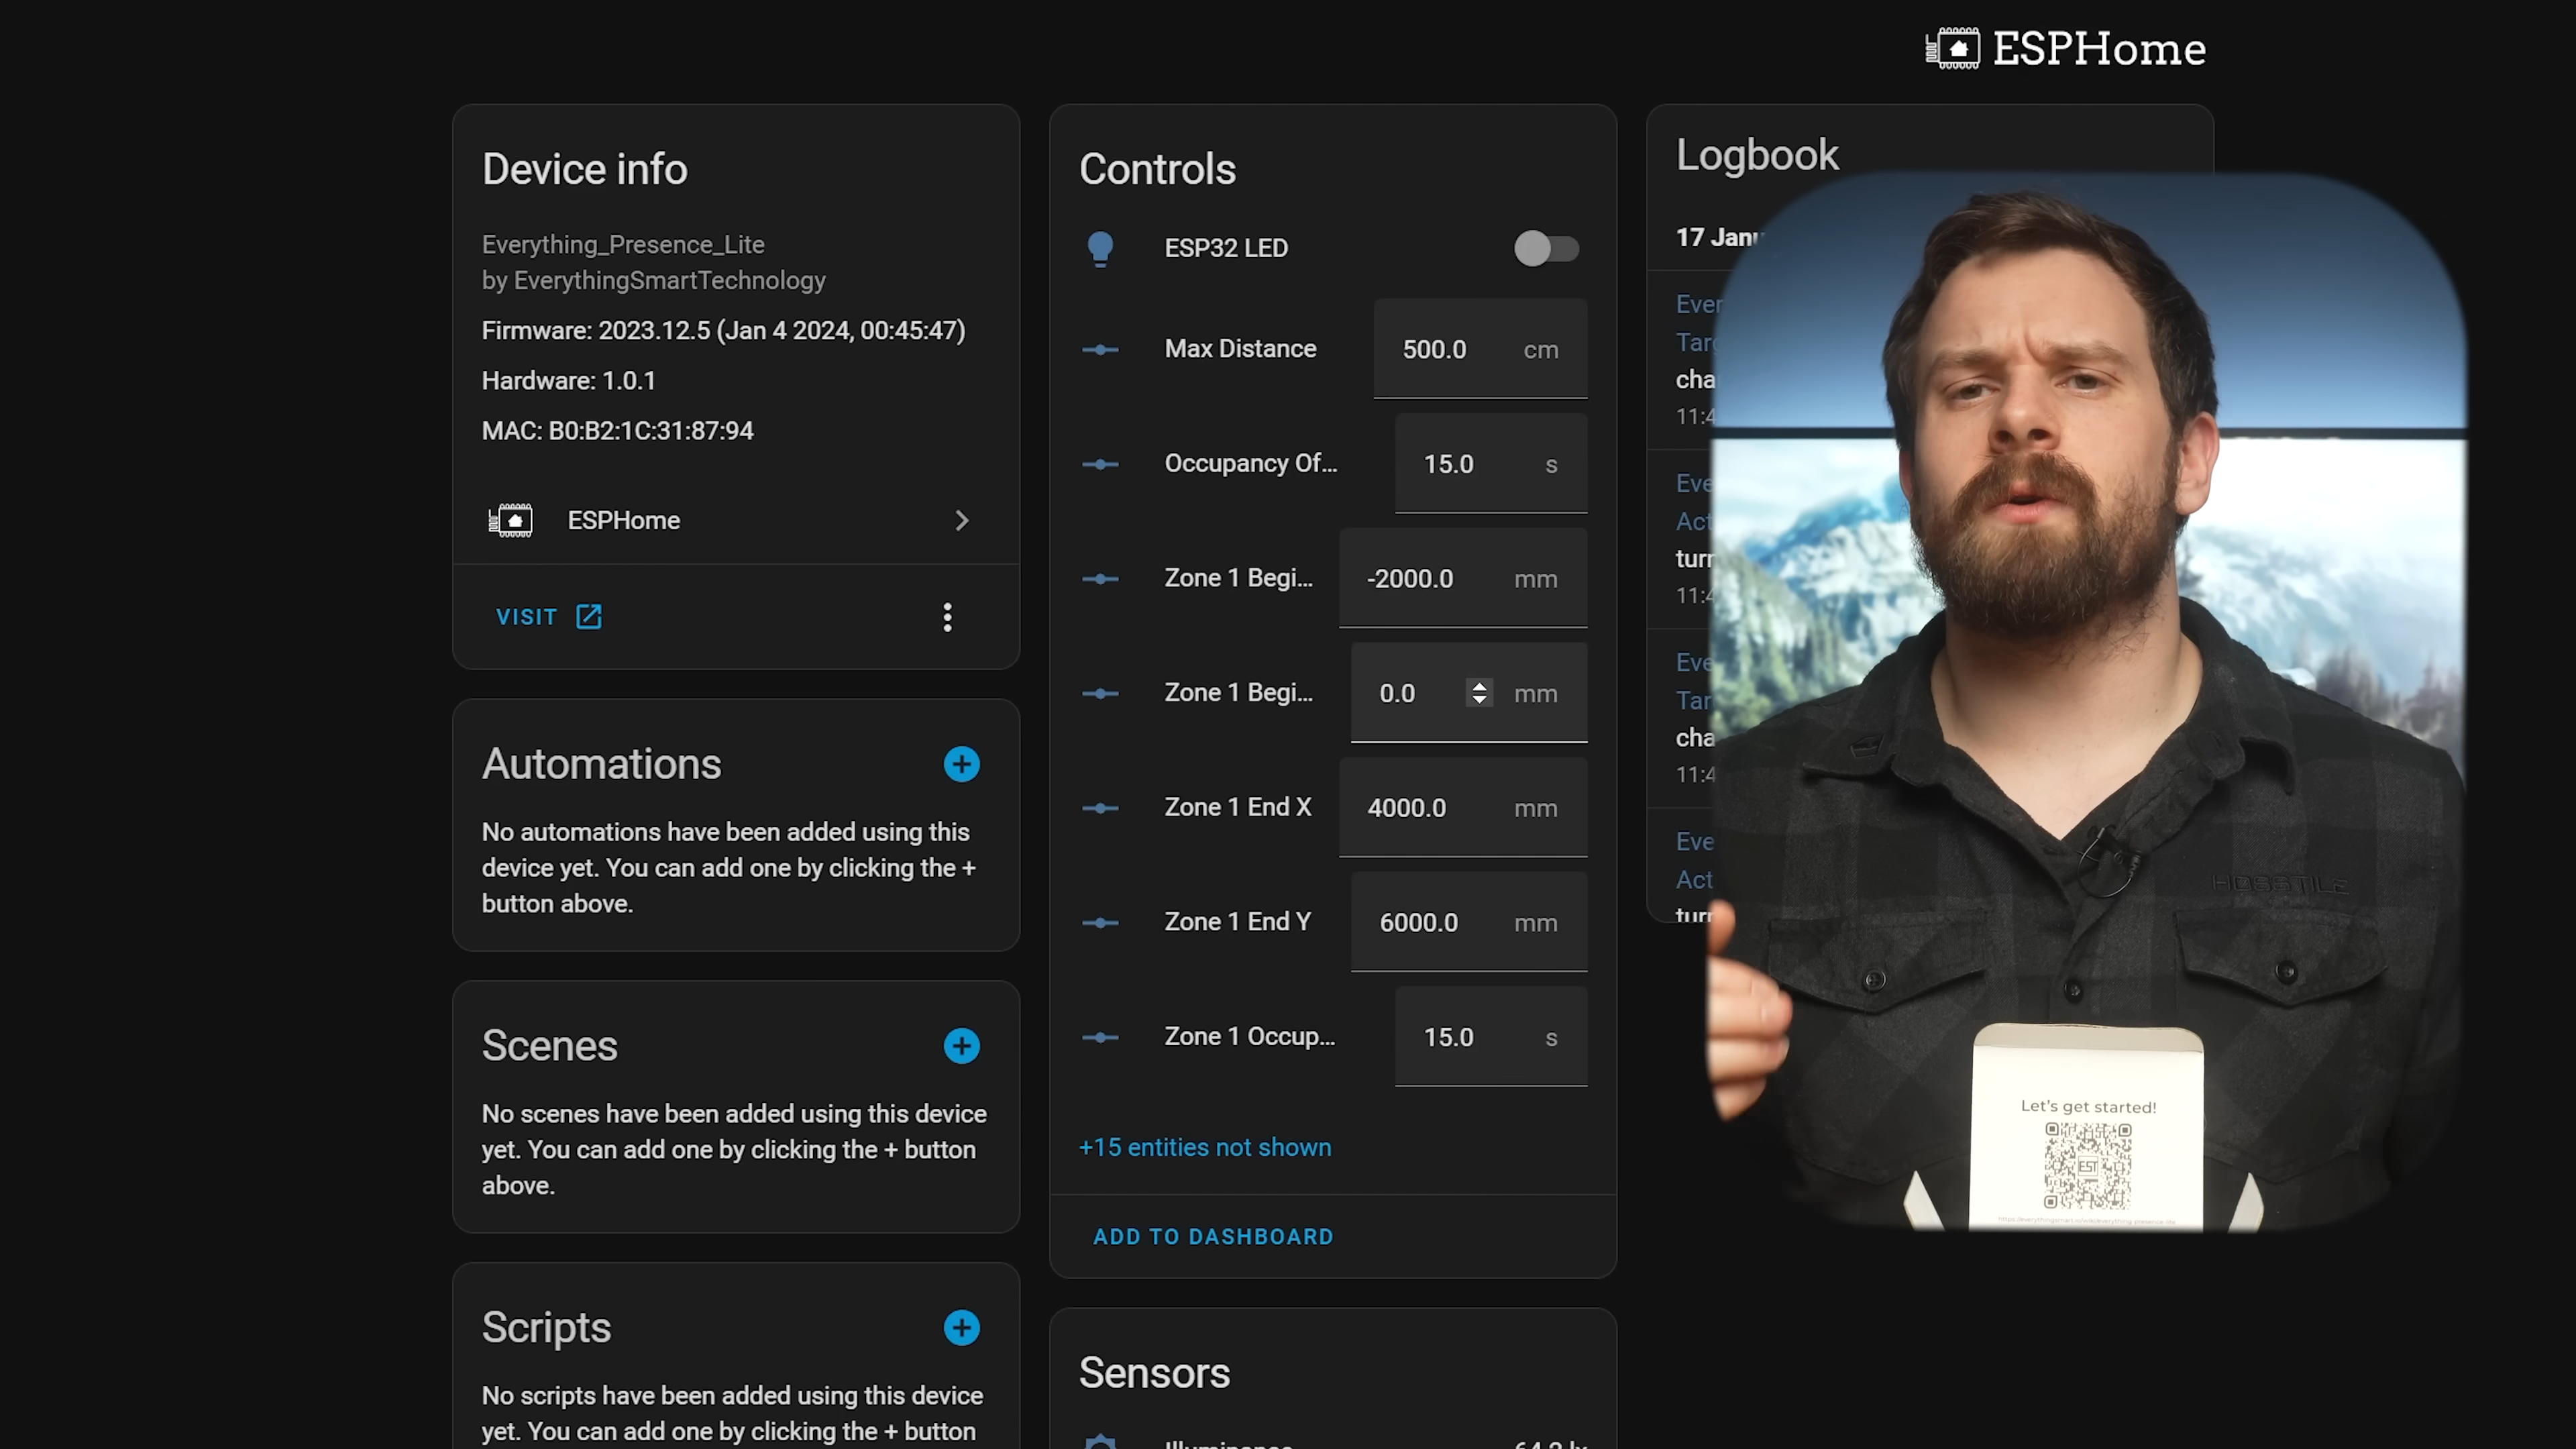 ESPHome
Device info
Everything_Presence_Lite
by EverythingSmartTechnology
Firmware: 2023.12.5 (Jan 4 2024, 00:45:47)
Hardware: 1.0.1
MAC: B0:B2:1C:31:87:94
ESPHome
VISIT
Automations
No automations have been added using this
device yet. You can add one by clicking the +
button above.
Scenes
No scenes have been added using this device
yet. You can add one by clicking the + button
above.
Scripts
No scripts have been added using this device
yet. You can add one by clicking the + button
Controls
ESP32 LED
Max Distance 500.0 cm
Occupancy Of... 15.0 s
Zone 1 Begi... -2000.0 mm
Zone 1 Begi... 0.0 mm
Zone 1 End X 4000.0 mm
Zone 1 End Y 6000.0 mm
Zone 1 Occup... 15.0 s
+15 entities not shown
ADD TO DASHBOARD
Sensors
Logbook
17
HOSSTILE
Let's get started!
EST